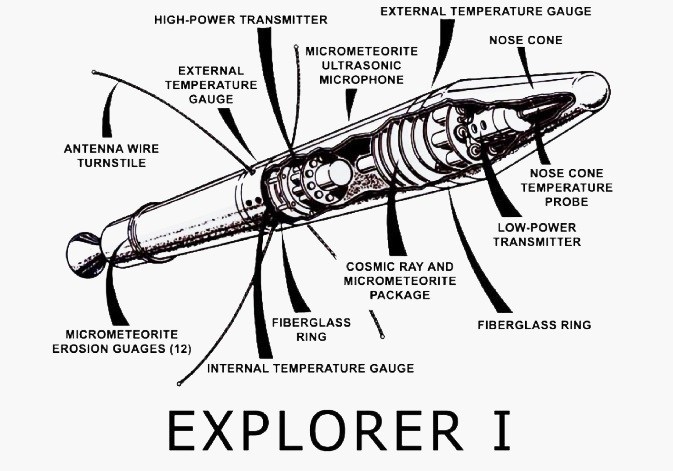 EXTERNAL TEMPERATURE GAUGE
HIGH-POWER TRANSMITTER
NOSE CONE
MICROMETEORITE
ULTRASONIC
MICROPHONE
EXTERNAL
TEMPERATURE
GAUGE
ANTENNA WIRE
TURNSTILE
NOSE CONE
TEMPERATURE
PROBE
LOW-POWER
TRANSMITTER
COSMIC RAY AND
MICROMETEORITE
PACKAGE
FIBERGLASS
RING
FIBERGLASS RING
MICROMETEORITE
EROSION GUAGES (12)
INTERNAL TEMPERATURE GAUGE
EXPLORER I